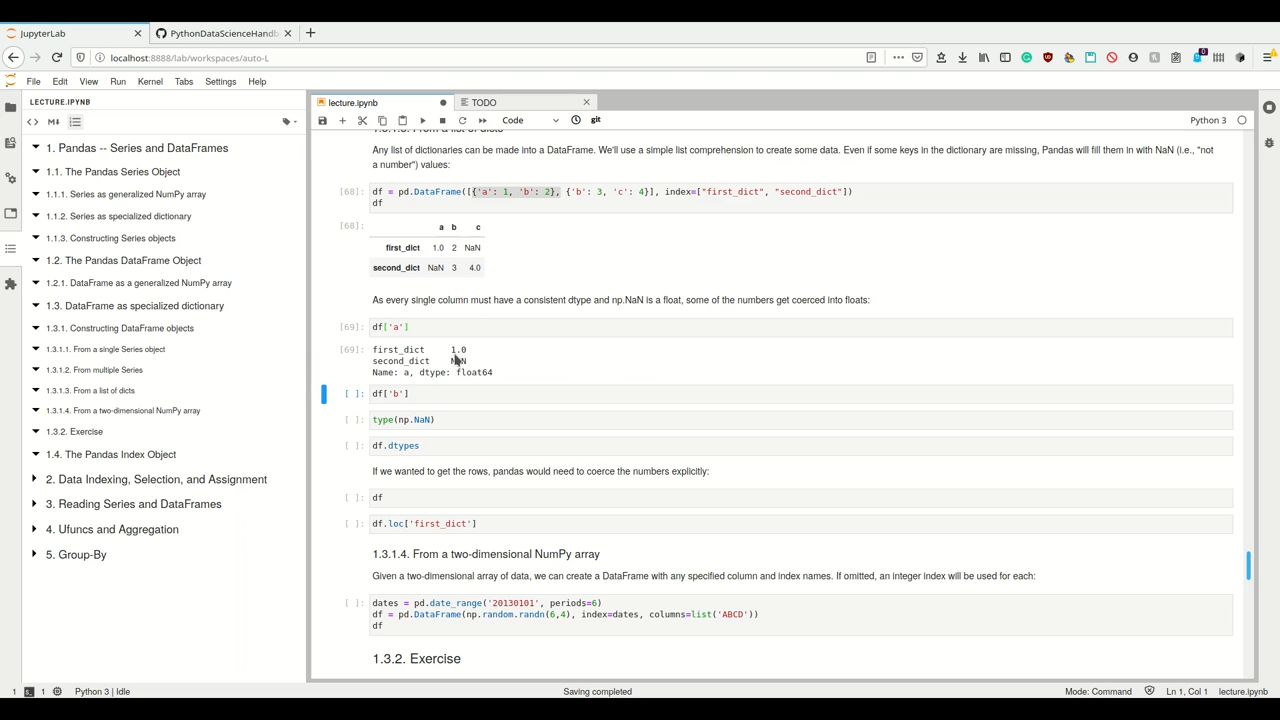 JupyterLab
PythonDataScienceHandb
localhost:8888/lab/workspaces/auto-L
File Edit View Run Kernel Tabs Settings Help
LECTURE.IPYNB
lecture.ipynb
TODO
Code
git
Python 3
1. Pandas -- Series and DataFrames
1.1. The Pandas Series Object
1.1.1. Series as generalized NumPy array
1.1.2. Series as specialized dictionary
1.1.3. Constructing Series objects
1.2. The Pandas DataFrame Object
1.2.1. DataFrame as a generalized NumPy array
1.3. DataFrame as specialized dictionary
1.3.1. Constructing DataFrame objects
1.3.1.1. From a single Series object
1.3.1.2. From multiple Series
1.3.1.3. From a list of dicts
1.3.1.4. From a two-dimensional NumPy array
1.3.2. Exercise
1.4. The Pandas Index Object
2. Data Indexing, Selection, and Assignment
3. Reading Series and DataFrames
4. Ufuncs and Aggregation
5. Group-By
1.3.1.3. From a list of dicts
Any list of dictionaries can be made into a DataFrame. We'll use a simple list comprehension to create some data. Even if some keys in the dictionary are missing, Pandas will fill them in with NaN (i.e., "not
a number") values:
[68]: df = pd.DataFrame([{'a': 1, 'b': 2}, {'b': 3, 'c': 4}], index=["first_dict", "second_dict"])
df
[68]: a b c
first_dict 1.0 2 NaN
second_dict NaN 3 4.0
As every single column must have a consistent dtype and np.NaN is a float, some of the numbers get coerced into floats:
[69]: df['a']
[69]: first_dict 1.0
second_dict NaN
Name: a, dtype: float64
[ ]: df['b']
[ ]: type(np.NaN)
[ ]: df.dtypes
If we wanted to get the rows, pandas would need to coerce the numbers explicitly:
[ ]: df
[ ]: df.loc['first_dict']
1.3.1.4. From a two-dimensional NumPy array
Given a two-dimensional array of data, we can create a DataFrame with any specified column and index names. If omitted, an integer index will be used for each:
[ ]: dates = pd.date_range('20130101', periods=6)
df = pd.DataFrame(np.random.randn(6,4), index=dates, columns=list('ABCD'))
df
1.3.2. Exercise
1 1 Python 3 | Idle
Saving completed
Mode: Command
Ln 1, Col 1
lecture.ipynb